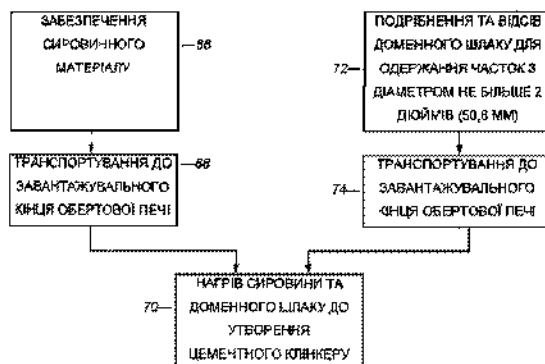 ЗАБЕЗПЕЧЕННЯ
СИРОВИННОГО
МАТЕРІАЛУ
66
ТРАНСПОРТУВАННЯ ДО
ЗАВАНТАЖУВАЛЬНОГО
КІНЦЯ ОБЕРТОВОЇ ПЕЧІ
68
72
ПОДРІБНЕННЯ ТА ВІДСІВ
ДОМЕННОГО ШЛАКУ ДЛЯ
ОДЕРЖАННЯ ЧАСТОК З
ДІАМЕТРОМ НЕ БІЛЬШЕ 2
ДЮЙМІВ (50,8 ММ)
74
ТРАНСПОРТУВАННЯ ДО
ЗАВАНТАЖУВАЛЬНОГО
КІНЦЯ ОБЕРТОВОЇ ПЕЧІ
70
НАГРІВ СИРОВИНИ ТА
ДОМЕННОГО ШЛАКУ ДО
УТВОРЕННЯ
ЦЕМЕНТНОГО КЛІНКЕРУ